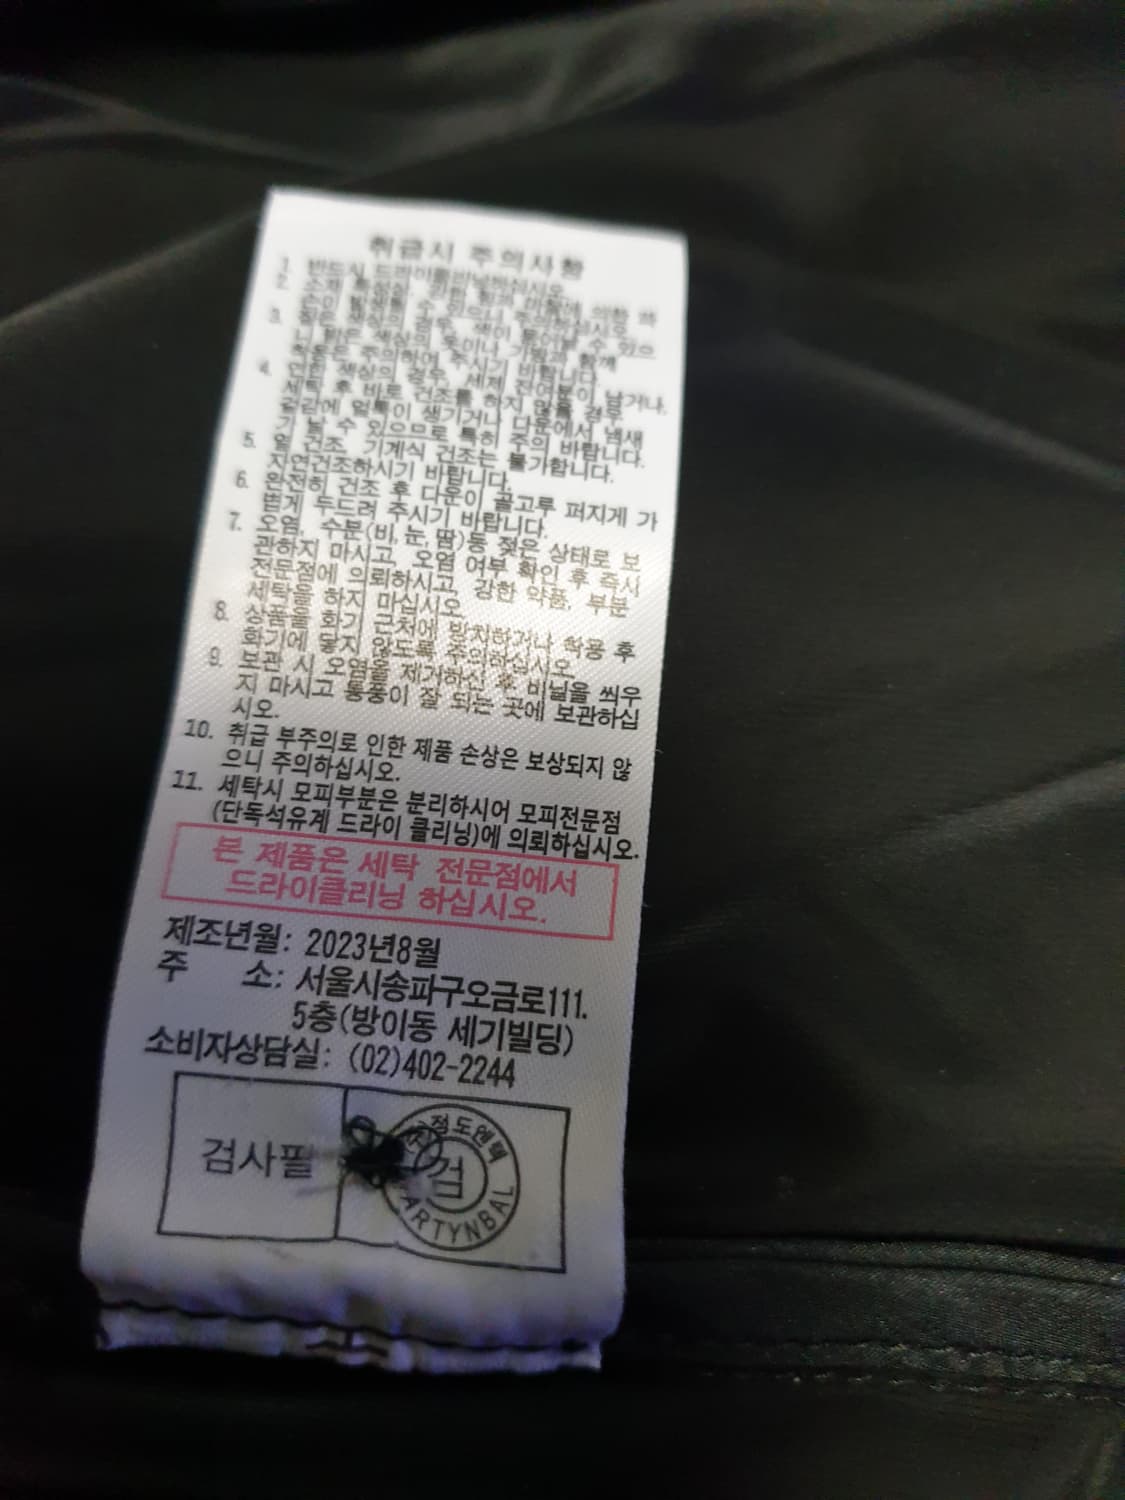 취급시 주의사항
1. 반드시 드라이클리닝하십시오.
2. 소재 특성상,
손이 발생될 수 있으니 주의하십시오.
3. 짙은 색상의 경우, 색이 묻어날 수 있으
니 밝은 색상의 옷이나 가방과 함께
착용은 주의하여 주시기 바랍니다.
4. 연한 색상의 경우, 세제 잔여분이 남거나,
세탁 후 바로 건조를 하지 않을 경우
겉감에 얼룩이 생기거나 다운에서 냄새
가 날 수 있으므로 특히 주의 바랍니다.
5. 열 건조, 기계식 건조는 불가합니다.
자연건조하시기 바랍니다.
6. 완전히 건조 후 다운이 골고루 퍼지게 가
볍게 두드려 주시기 바랍니다.
7. 오염, 수분(비, 눈, 땀)등 젖은 상태로 보
관하지 마시고, 오염 여부 확인 후 즉시
전문점에 의뢰하시고, 강한 약품, 부분
세탁을 하지 마십시오
8. 상품을 화기 근처에 방치하거나 착용 후
화기에 닿지 않도록 주의하십시오
9. 보관 시 오염을 제거하신 후 비닐을 씌우
지 마시고 통풍이 잘 되는 곳에 보관하십
시오.
10. 취급 부주의로 인한 제품 손상은 보상되지 않
으니 주의하십시오.
11. 세탁시 모피부분은 분리하시어 모피전문점
(단독석유계 드라이 클리닝)에 의뢰하십시오.
본 제품은 세탁 전문점에서
드라이클리닝 하십시오.
제조년월: 2023년8월
주 소: 서울시송파구오금로111.
5층(방이동 세기빌딩)
소비자상담실: (02)402-2244
검사필
정도엔텍
검
ARTYNBAL